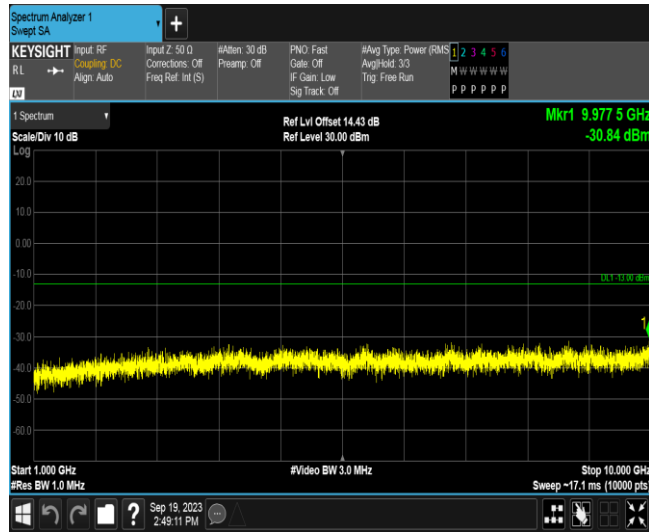 Spectrum Analyzer 1
Swept SA
+
KEYSIGHT
RL
LXI
Input: RF
Coupling: DC
Align: Auto
Input Z: 50 Ω
Corrections: Off
Freq Ref: Int (S)
#Atten: 30 dB
Preamp: Off
PNO: Fast
Gate: Off
IF Gain: Low
Sig Track: Off
#Avg Type: Power (RMS
Avg|Hold: 3/3
Trig: Free Run
1 2 3 4 5 6
M W W W W W
P P P P P P
1 Spectrum
Scale/Div 10 dB
Log
Ref Lvl Offset 14.43 dB
Ref Level 30.00 dBm
Mkr1 9.977 5 GHz
-30.84 dBm
20.0
10.0
0.00
-10.0
DL1 -13.00 dBm
-20.0
1
-30.0
-40.0
-50.0
-60.0
Start 1.000 GHz
#Res BW 1.0 MHz
#Video BW 3.0 MHz
Stop 10.000 GHz
Sweep ~17.1 ms (10000 pts)
?
Sep 19, 2023
2:49:11 PM